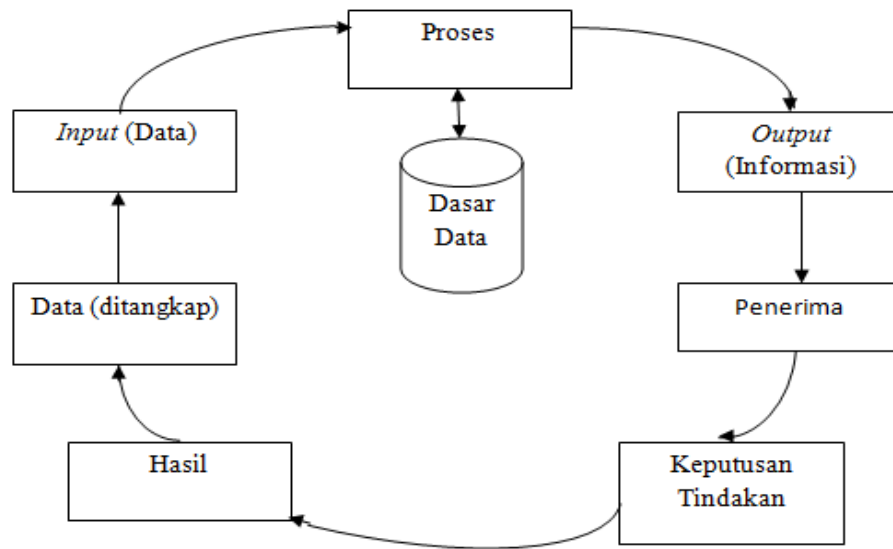 Proses
Input (Data)
Output
(Informasi)
Dasar
Data
Data (ditangkap)
Penerima
Hasil
Keputusan
Tindakan